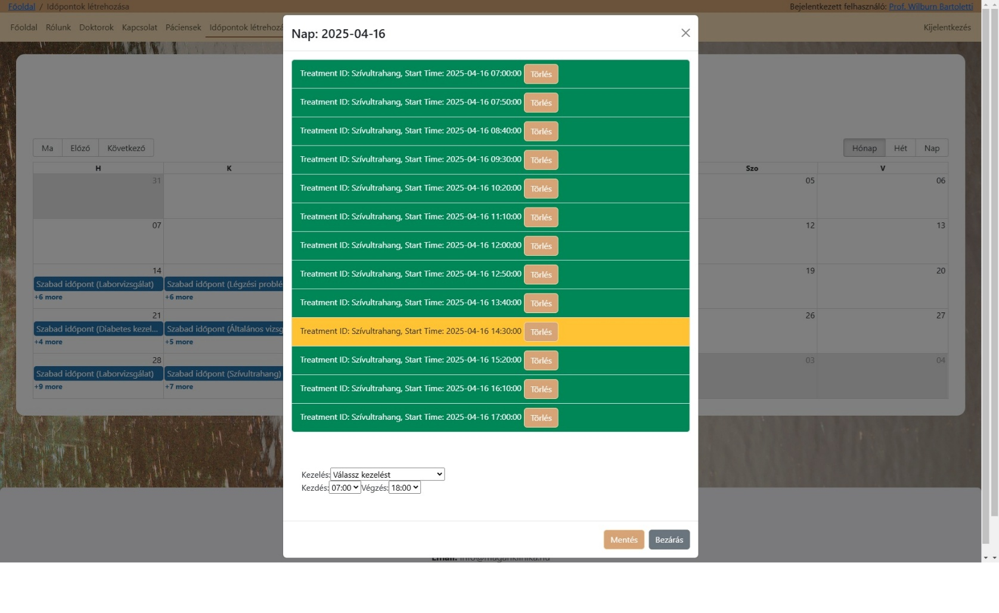 Főoldal / Időpontok létrehozása
Bejelentkezett felhasználó: Prof. Wilburn Bartoletti
Főoldal Rólunk Doktorok Kapcsolat Páciensek Időpontok létrehozá
Kijelentkezés
Nap: 2025-04-16
Treatment ID: Szívultrahang, Start Time: 2025-04-16 07:00:00 Törlés
Treatment ID: Szívultrahang, Start Time: 2025-04-16 07:50:00 Törlés
Treatment ID: Szívultrahang, Start Time: 2025-04-16 08:40:00 Törlés
Treatment ID: Szívultrahang, Start Time: 2025-04-16 09:30:00 Törlés
Treatment ID: Szívultrahang, Start Time: 2025-04-16 10:20:00 Törlés
Treatment ID: Szívultrahang, Start Time: 2025-04-16 11:10:00 Törlés
Treatment ID: Szívultrahang, Start Time: 2025-04-16 12:00:00 Törlés
Treatment ID: Szívultrahang, Start Time: 2025-04-16 12:50:00 Törlés
Treatment ID: Szívultrahang, Start Time: 2025-04-16 13:40:00 Törlés
Treatment ID: Szívultrahang, Start Time: 2025-04-16 14:30:00 Törlés
Treatment ID: Szívultrahang, Start Time: 2025-04-16 15:20:00 Törlés
Treatment ID: Szívultrahang, Start Time: 2025-04-16 16:10:00 Törlés
Treatment ID: Szívultrahang, Start Time: 2025-04-16 17:00:00 Törlés
Kezelés: Válassz kezelést
Kezdés: 07:00 Végzés: 18:00
Mentés Bezárás
Ma Előző Következő
Hónap Hét Nap
H K Szo V
31 05 06
07 12 13
14 19 20
Szabad időpont (Laborvizsgálat) Szabad időpont (Légzési problé
+6 more +6 more
21 26 27
Szabad időpont (Diabetes kezel... Szabad időpont (Általános vizsg
+4 more +5 more
28 03 04
Szabad időpont (Laborvizsgálat) Szabad időpont (Szívultrahang)
+9 more +7 more
Email: info@maganklinika.hu